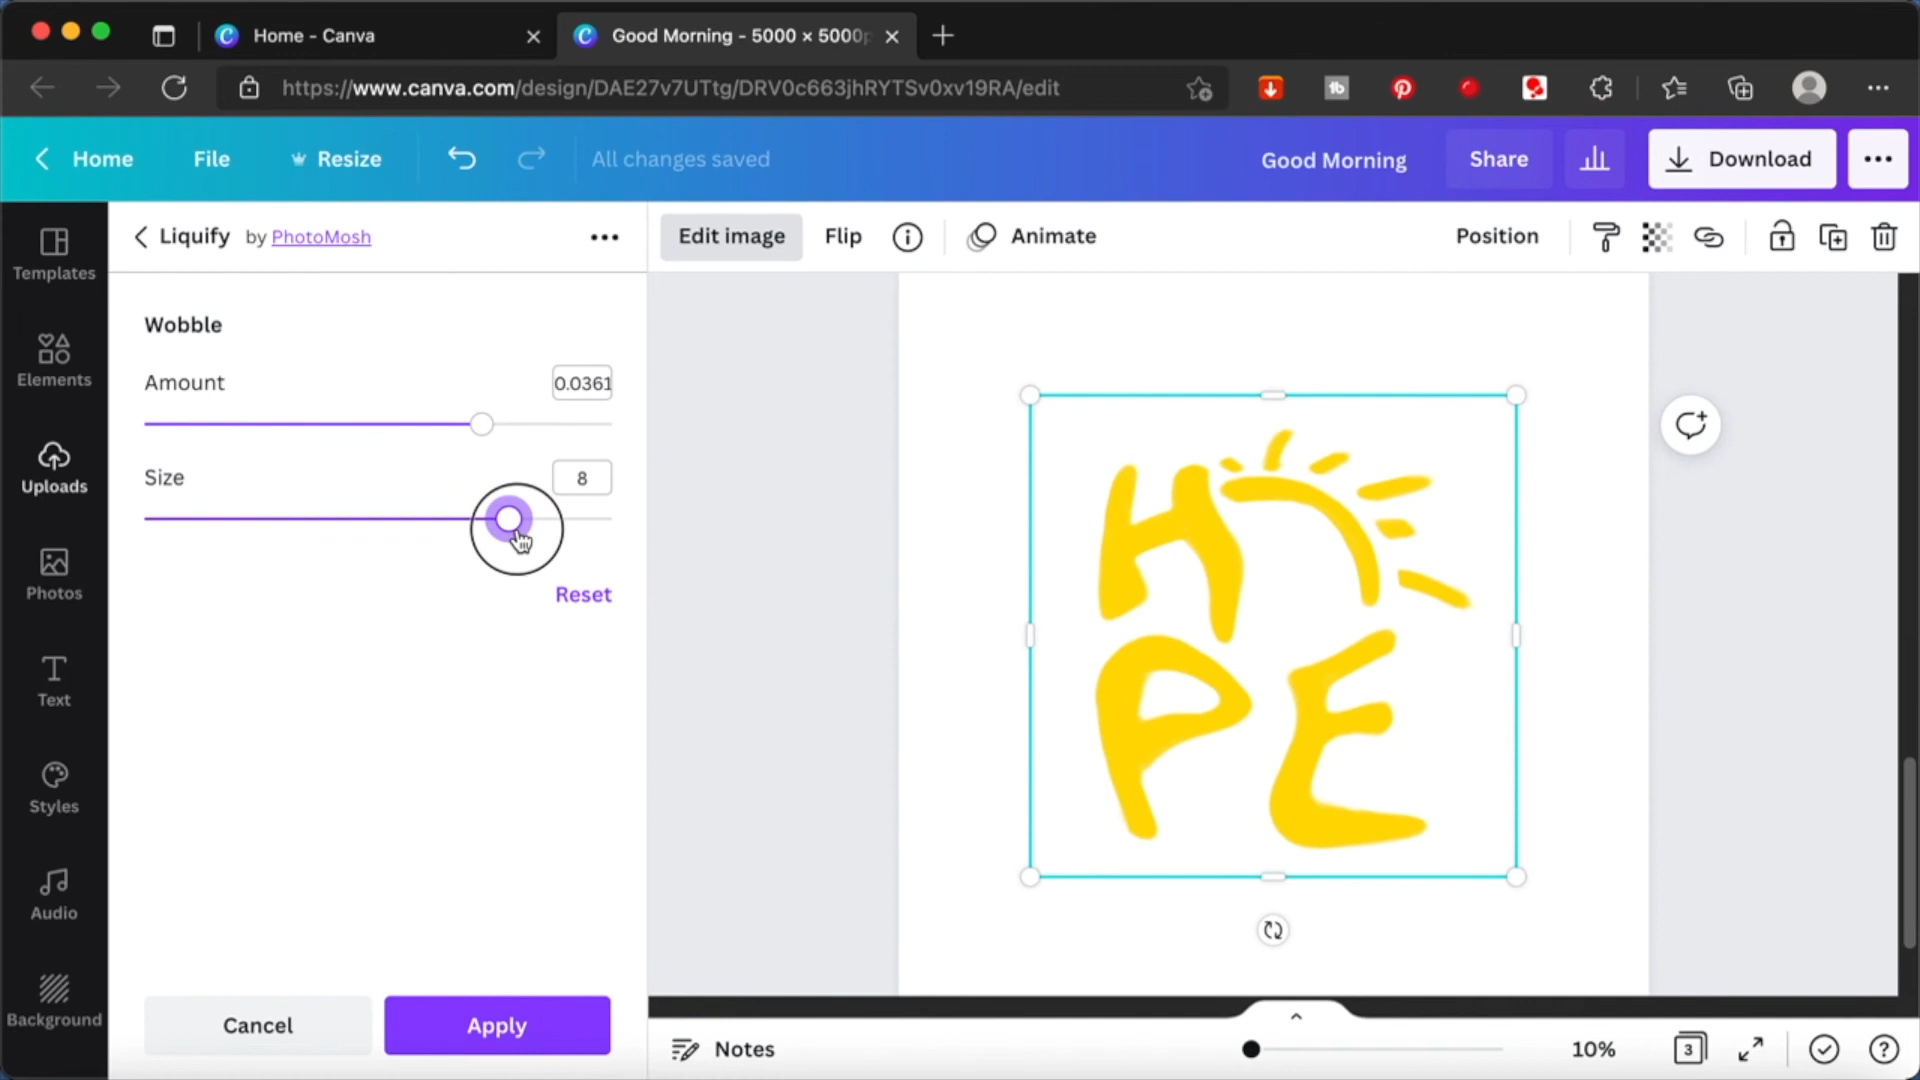 Home - Canva
Good Morning - 5000 × 5000p
https://www.canva.com/design/DAE27v7UTtg/DRV0c663jhRYTSv0xv19RA/edit
Home File Resize All changes saved Good Morning Share Download
Liquify by PhotoMosh
Edit image Flip Animate Position
Templates
Elements
Uploads
Photos
Text
Styles
Audio
Background
Wobble
Amount 0.0361
Size 8
Reset
Cancel Apply
H
PE
Notes 10% 3